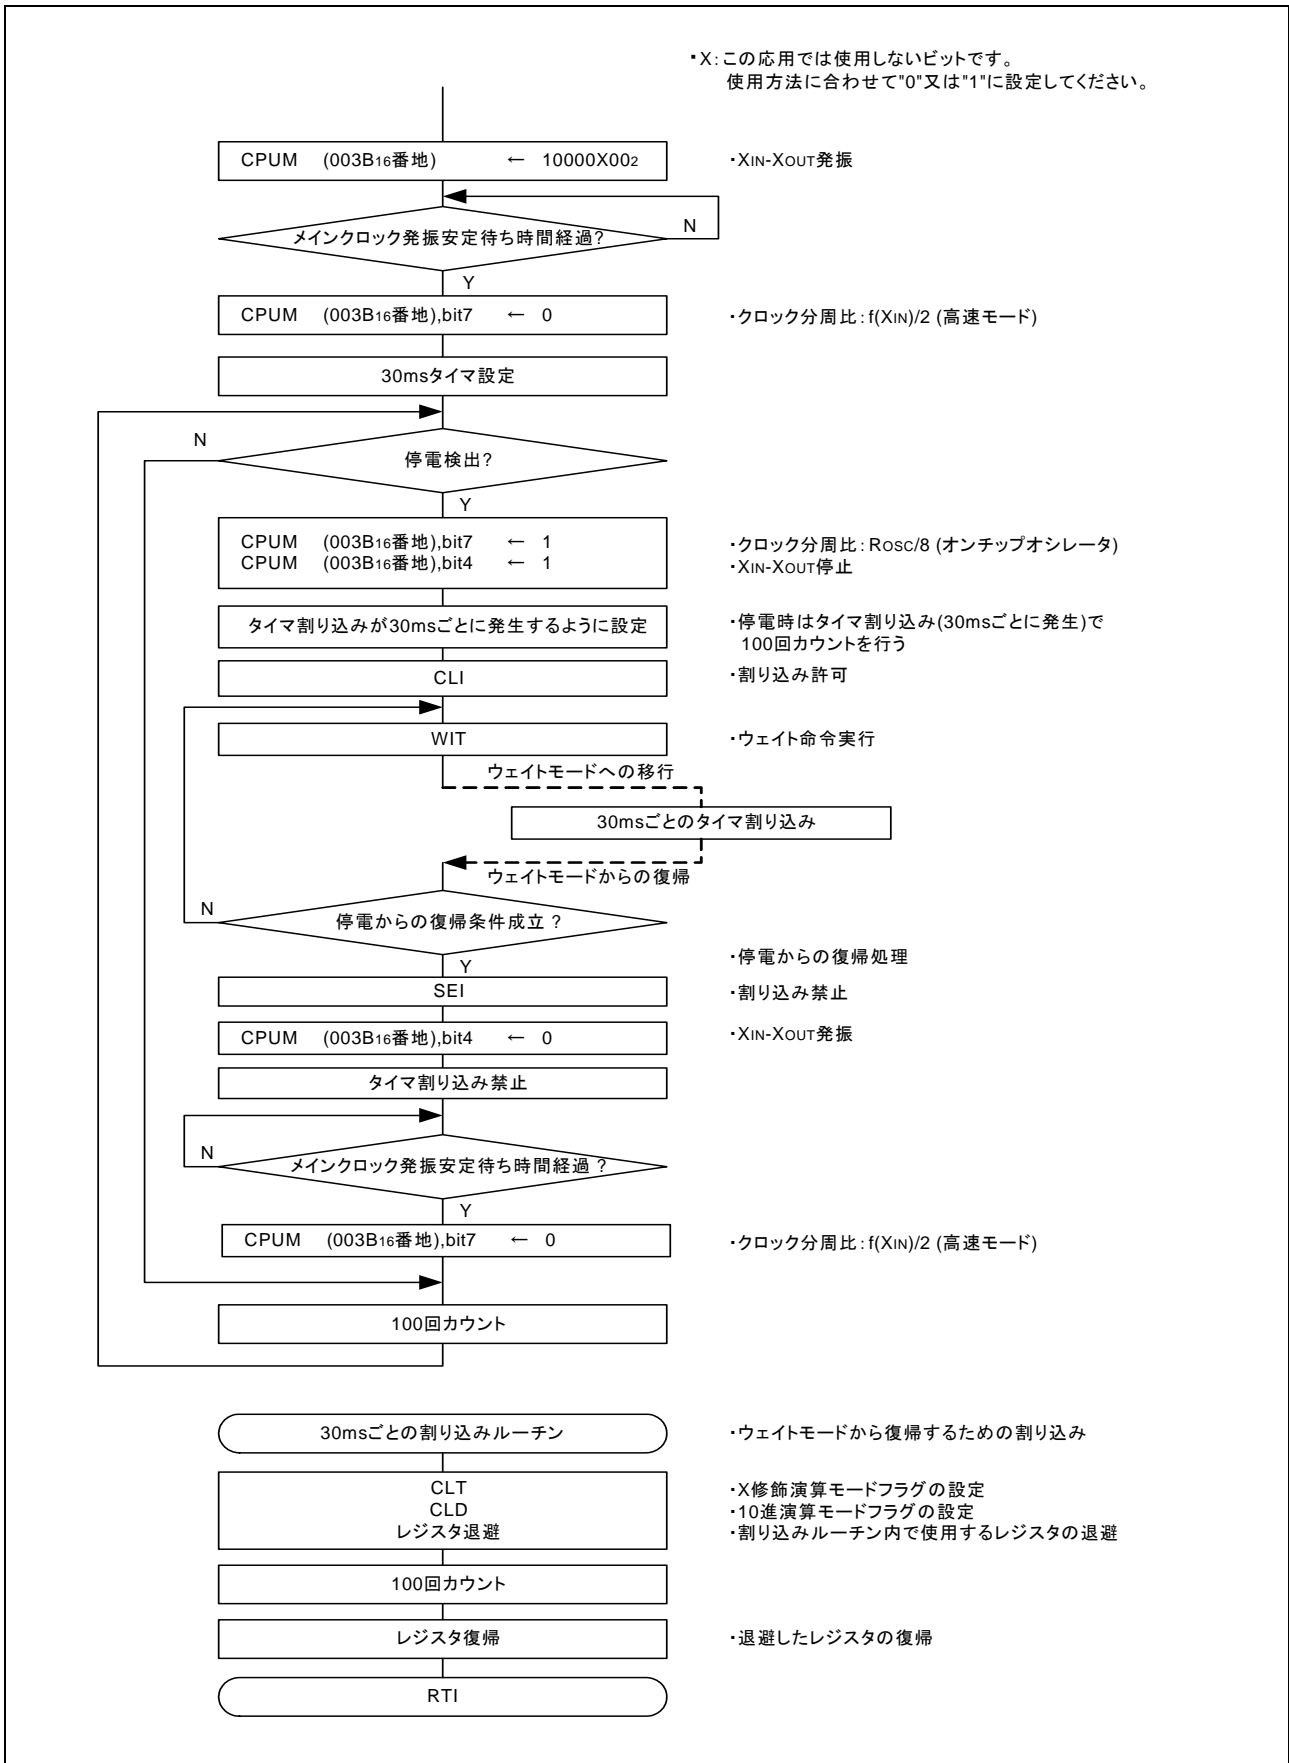 ・X：この応用では使用しないビットです。
使用方法に合わせて"0"又は"1"に設定してください。
CPUM (003B16番地) ← 10000X002 ・XIN-XOUT発振
メインクロック発振安定待ち時間経過？ N
Y
CPUM (003B16番地),bit7 ← 0 ・クロック分周比：f(XIN)/2 (高速モード)
30msタイマ設定
N 停電検出？
Y
CPUM (003B16番地),bit7 ← 1 ・クロック分周比：ROSC/8 (オンチップオシレータ)
CPUM (003B16番地),bit4 ← 1 ・XIN-XOUT停止
タイマ割り込みが30msごとに発生するように設定 ・停電時はタイマ割り込み(30msごとに発生)で
100回カウントを行う
CLI ・割り込み許可
WIT ・ウェイト命令実行
ウェイトモードへの移行
30msごとのタイマ割り込み
ウェイトモードからの復帰
N 停電からの復帰条件成立？
・停電からの復帰処理
Y
SEI ・割り込み禁止
CPUM (003B16番地),bit4 ← 0 ・XIN-XOUT発振
タイマ割り込み禁止
N メインクロック発振安定待ち時間経過？
Y
CPUM (003B16番地),bit7 ← 0 ・クロック分周比：f(XIN)/2 (高速モード)
100回カウント
30msごとの割り込みルーチン ・ウェイトモードから復帰するための割り込み
CLT ・X修飾演算モードフラグの設定
CLD ・10進演算モードフラグの設定
レジスタ退避 ・割り込みルーチン内で使用するレジスタの退避
100回カウント
レジスタ復帰 ・退避したレジスタの復帰
RTI